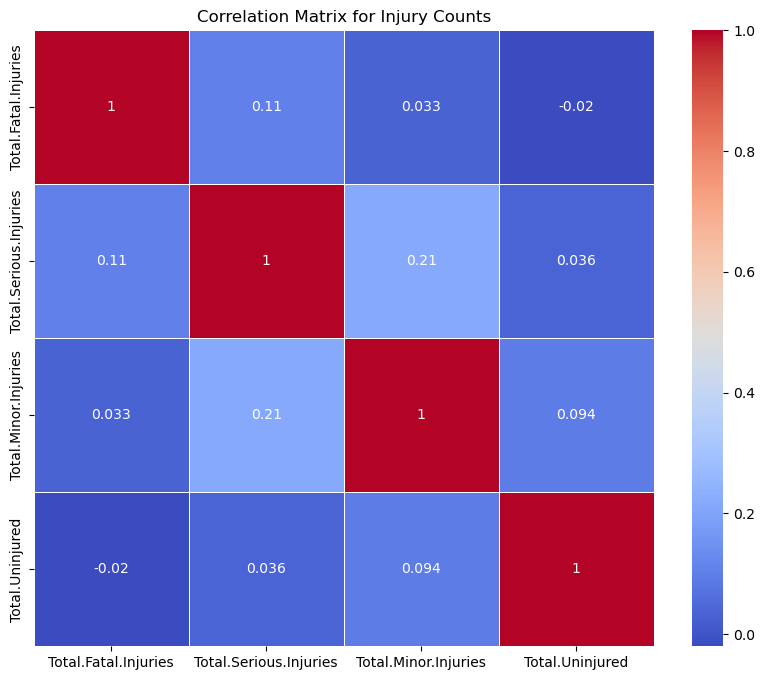 Correlation Matrix for Injury Counts
Total.Fatal.Injuries
1
0.11
0.033
-0.02
Total.Serious.Injuries
0.11
1
0.21
0.036
Total.Minor.Injuries
0.033
0.21
1
0.094
Total.Uninjured
-0.02
0.036
0.094
1
Total.Fatal.Injuries
Total.Serious.Injuries
Total.Minor.Injuries
Total.Uninjured
1.0
0.8
0.6
0.4
0.2
0.0